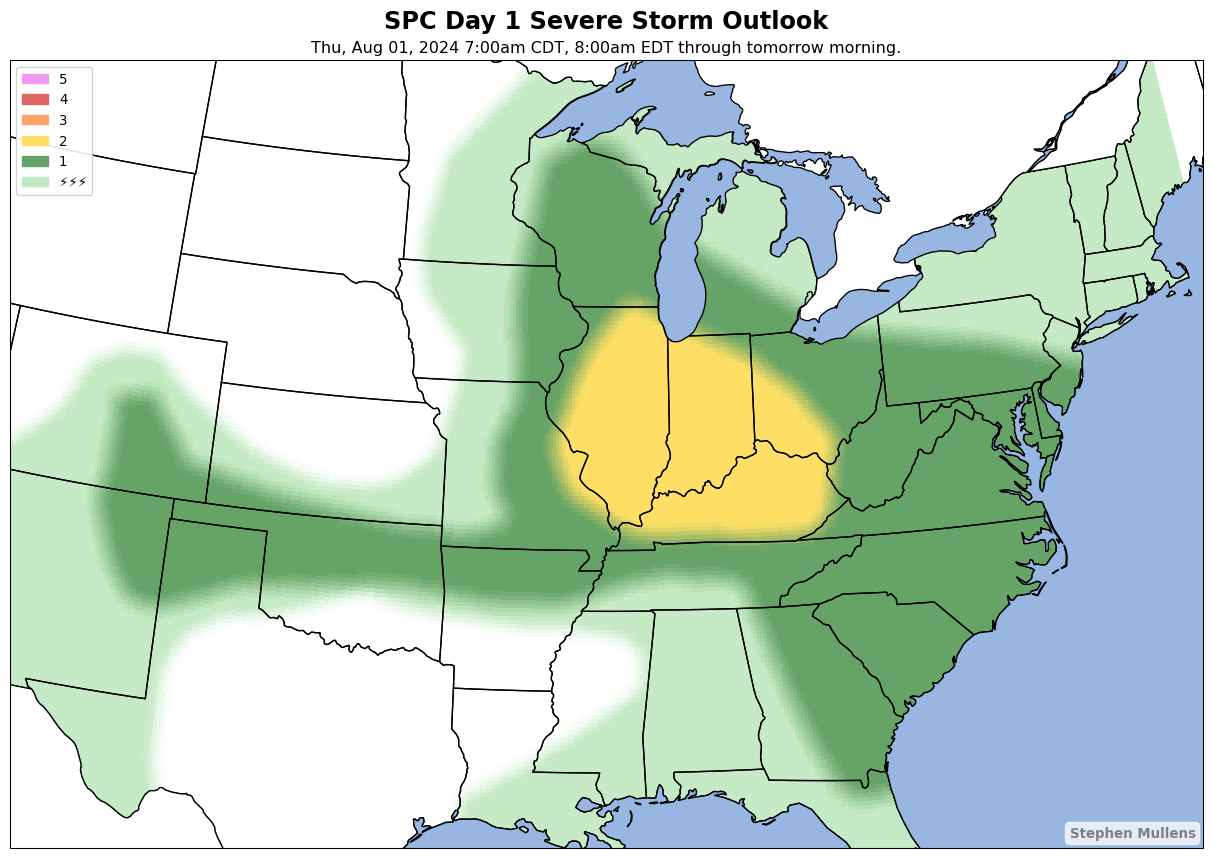 SPC Day 1 Severe Storm Outlook
Thu, Aug 01, 2024 7:00am CDT, 8:00am EDT through tomorrow morning.
5
4
3
2
1
⚡⚡⚡
Stephen Mullens